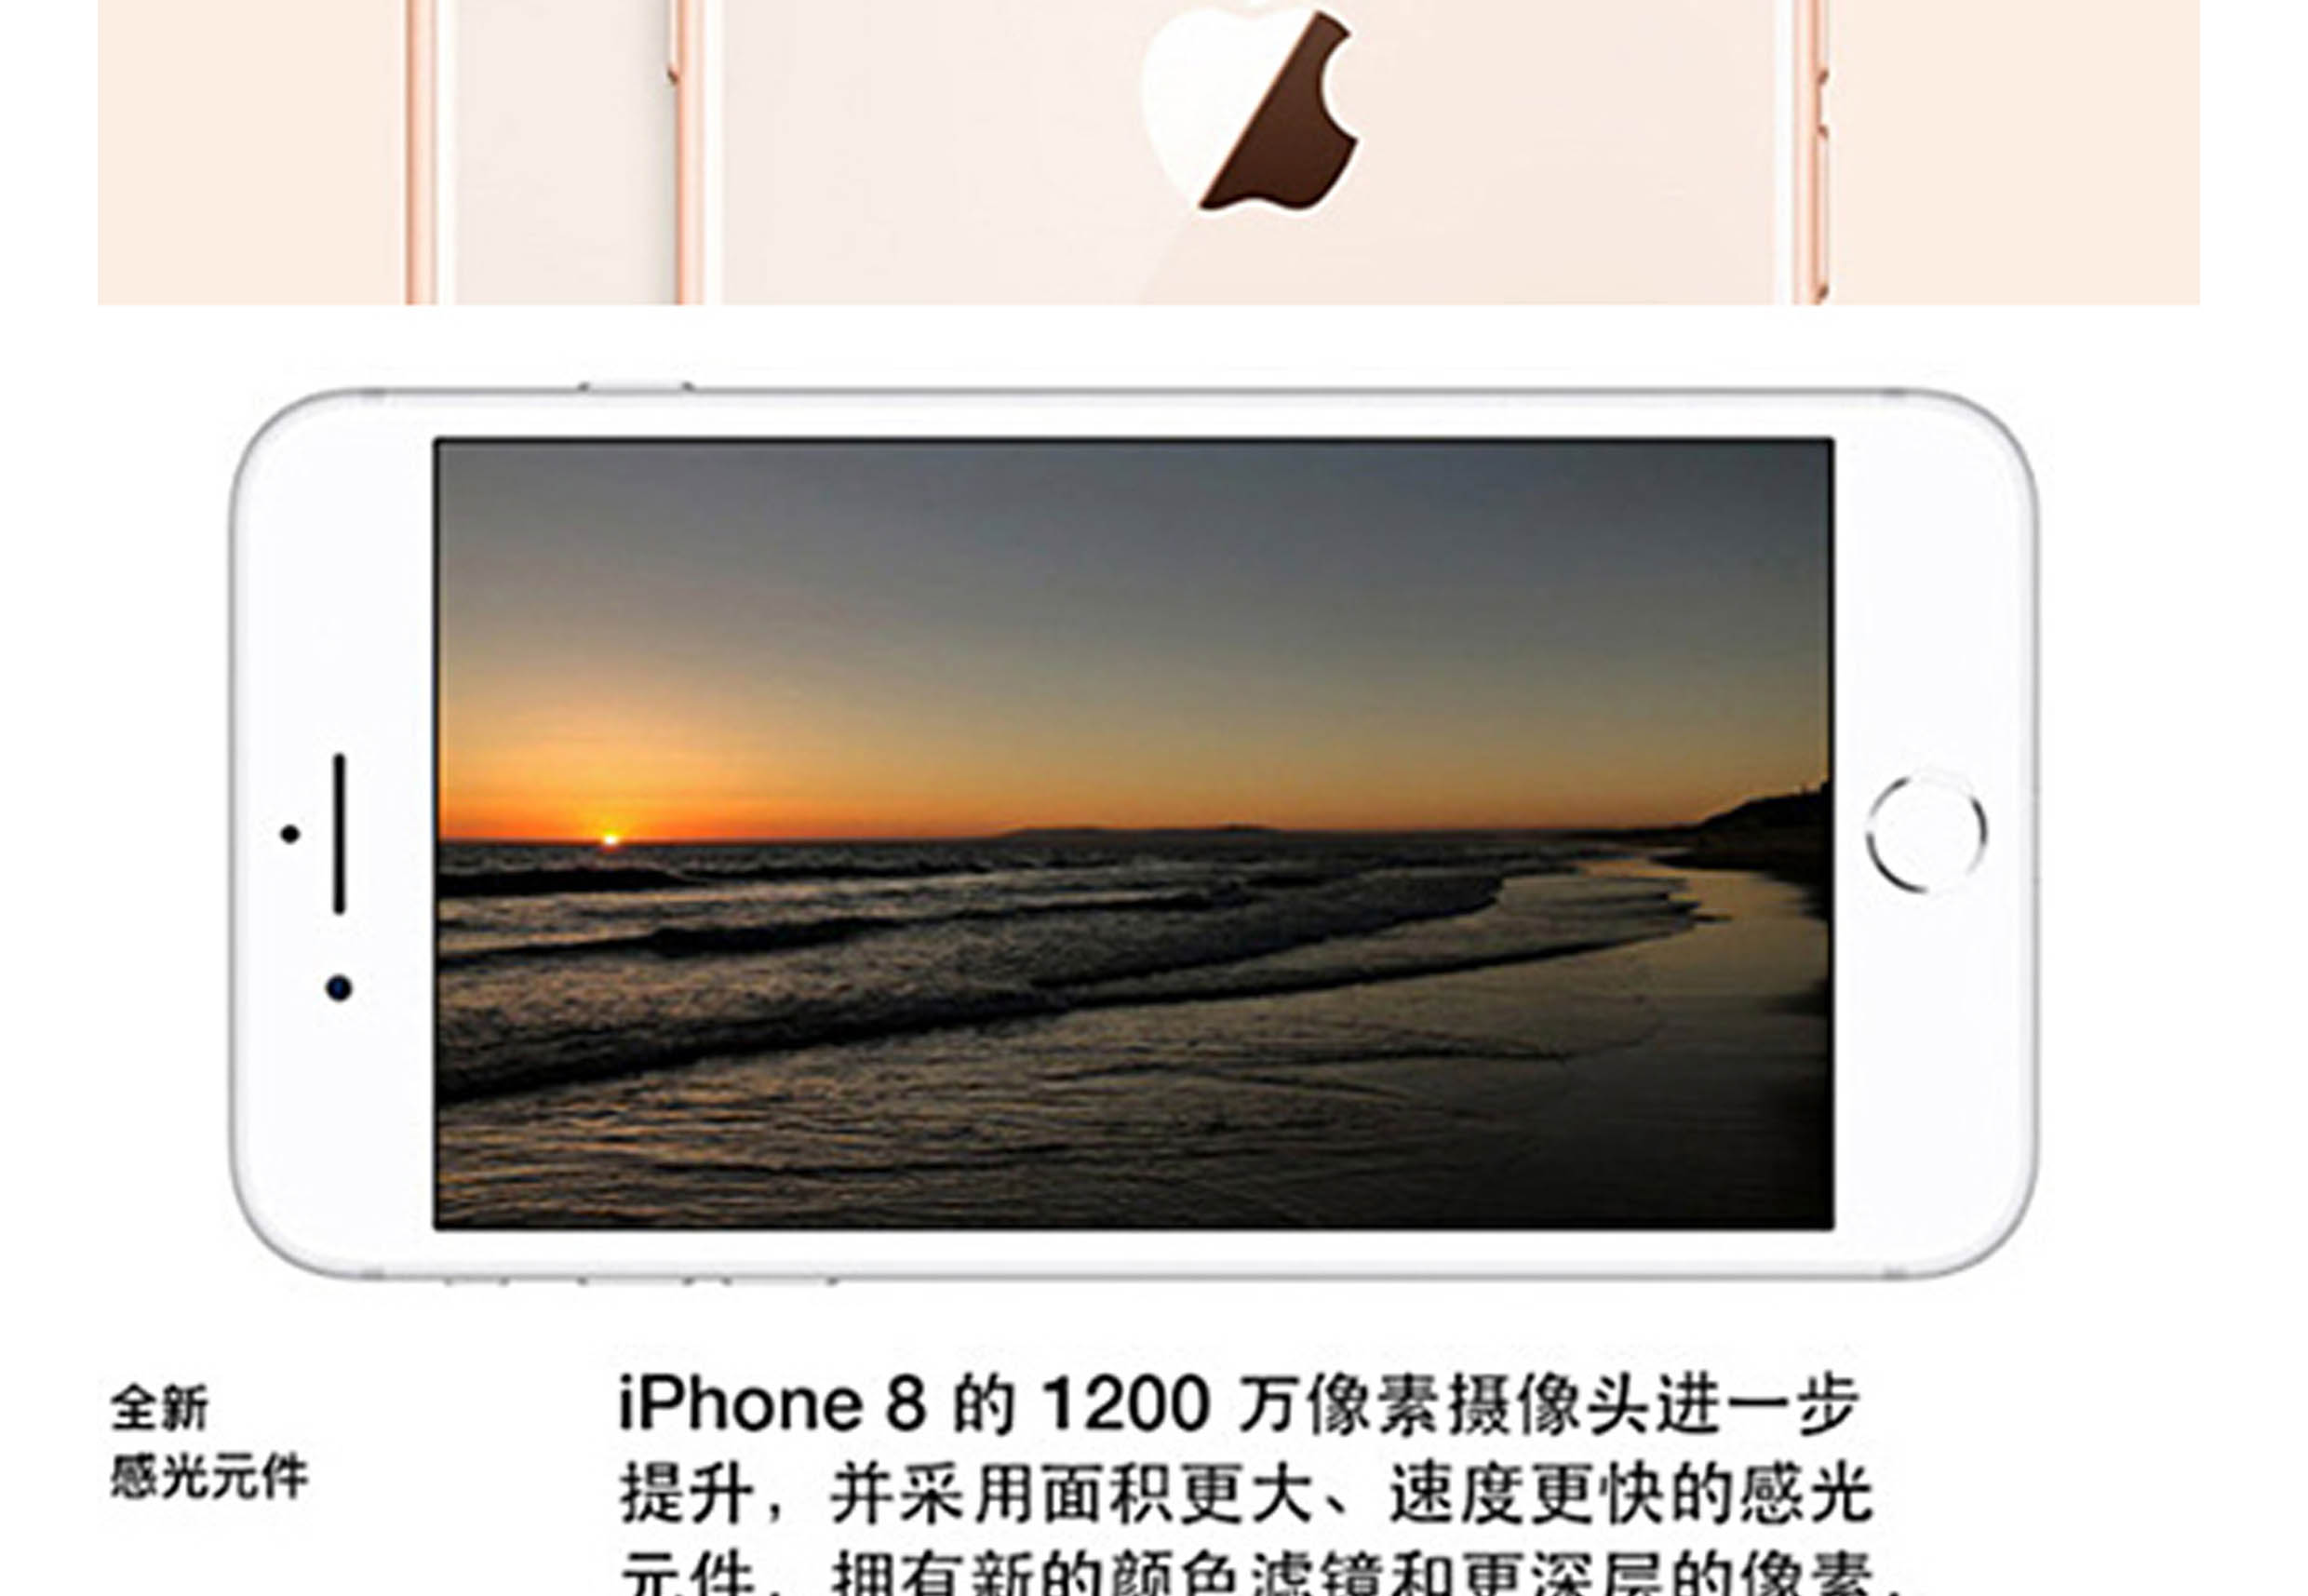 全新
感光元件
iPhone 8 的 1200 万像素摄像头进一步
提升，并采用面积更大、速度更快的感光
元件，拥有新的颜色滤镜和更深层的像素，